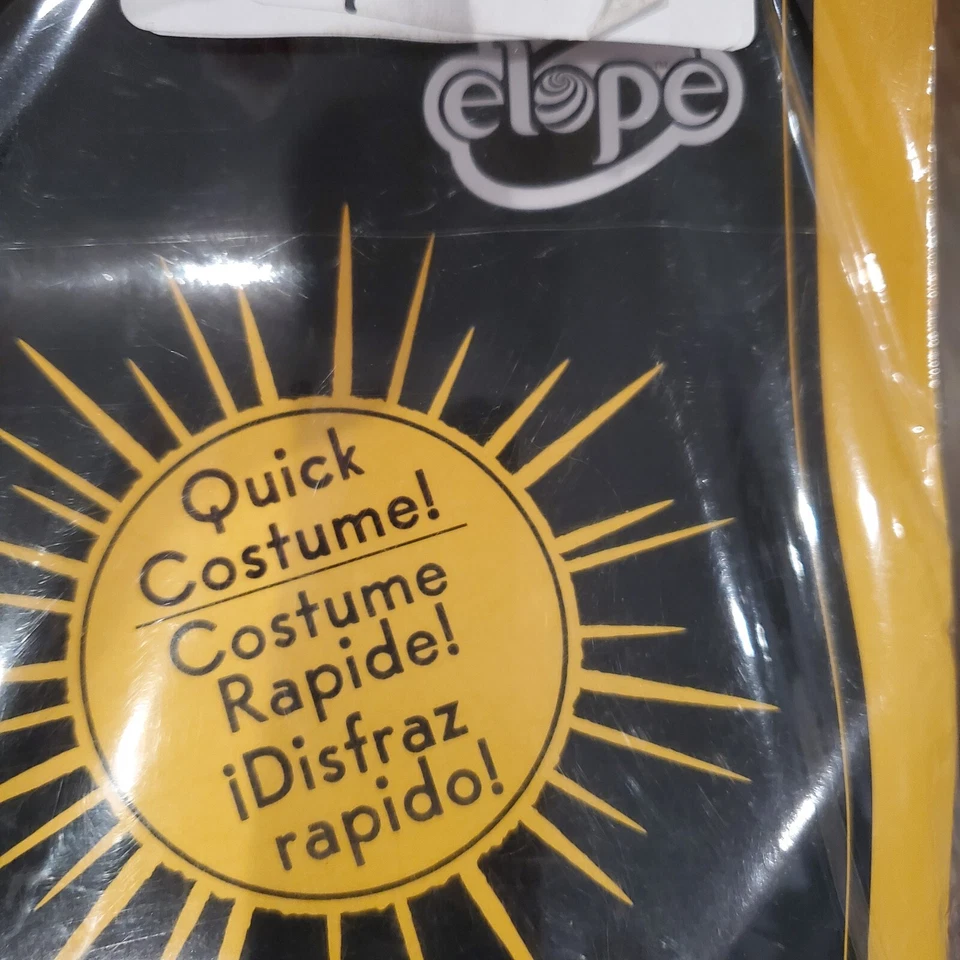 elope
Quick
Costume!
Costume
Rapide!
¡Disfraz
rapido!